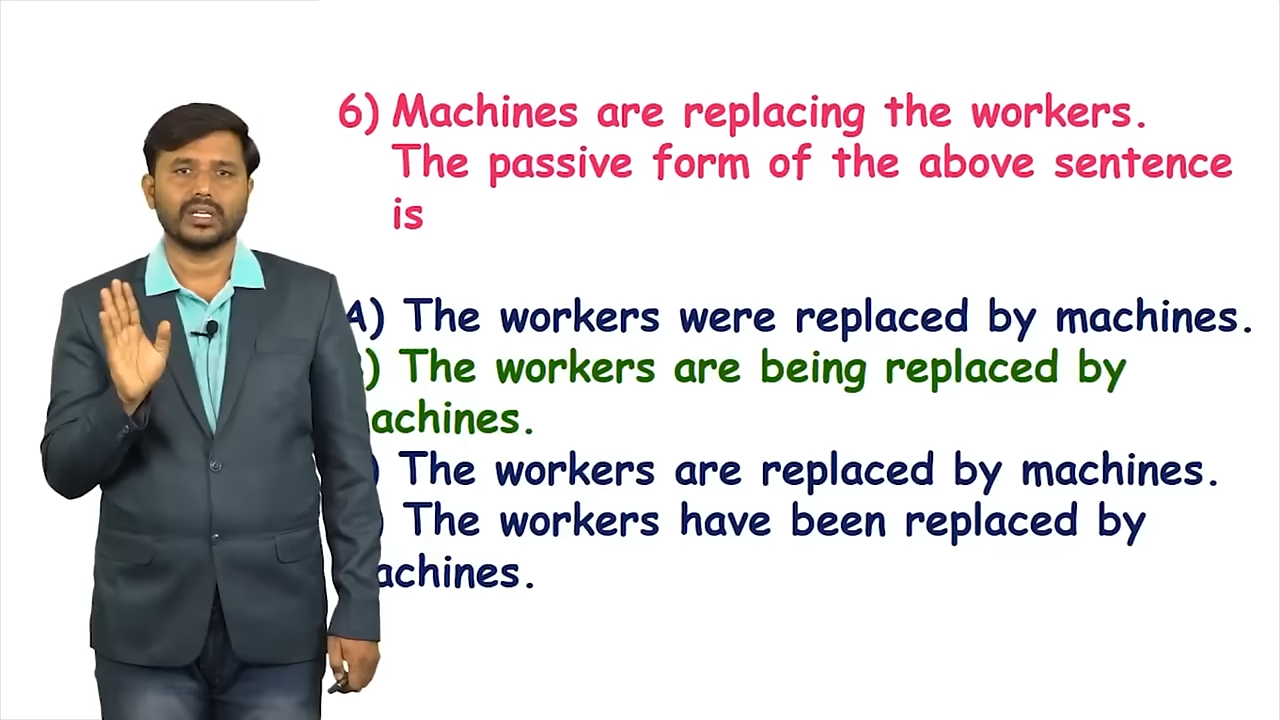 6) Machines are replacing the workers.
The passive form of the above sentence
is
A) The workers were replaced by machines.
) The workers are being replaced by
achines.
) The workers are replaced by machines.
) The workers have been replaced by
achines.